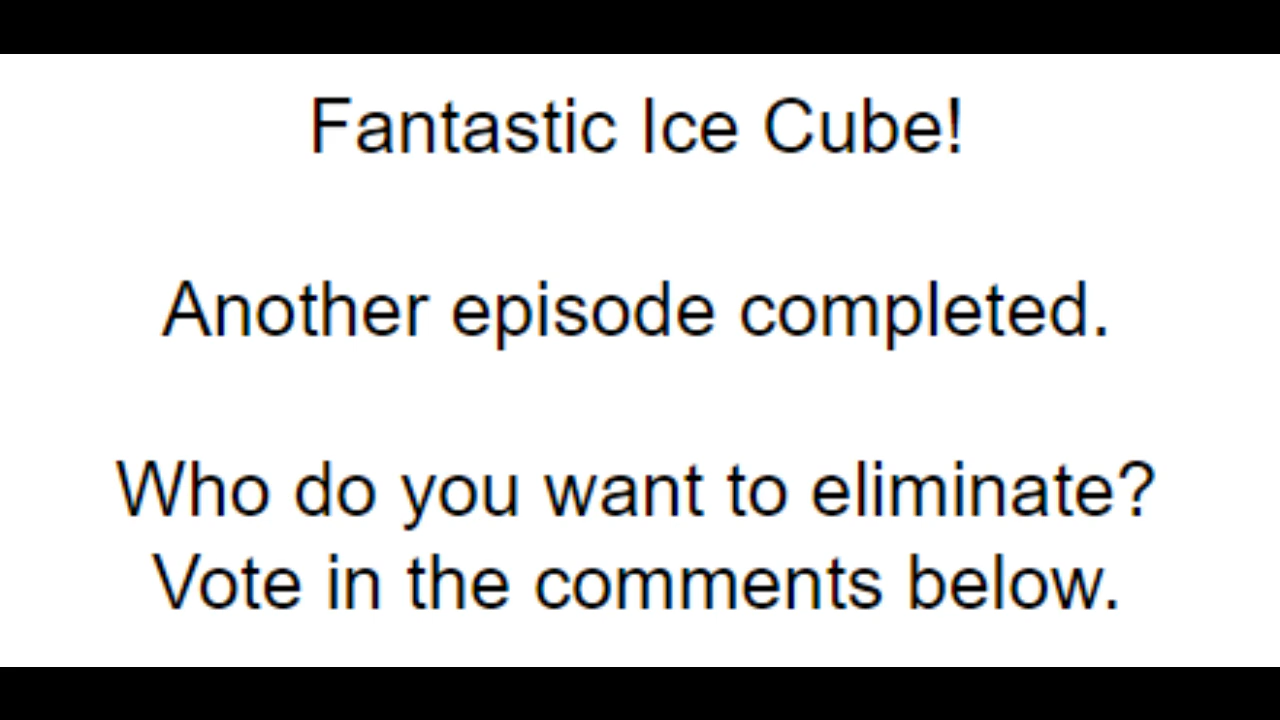 Fantastic Ice Cube!
Another episode completed.
Who do you want to eliminate?
Vote in the comments below.